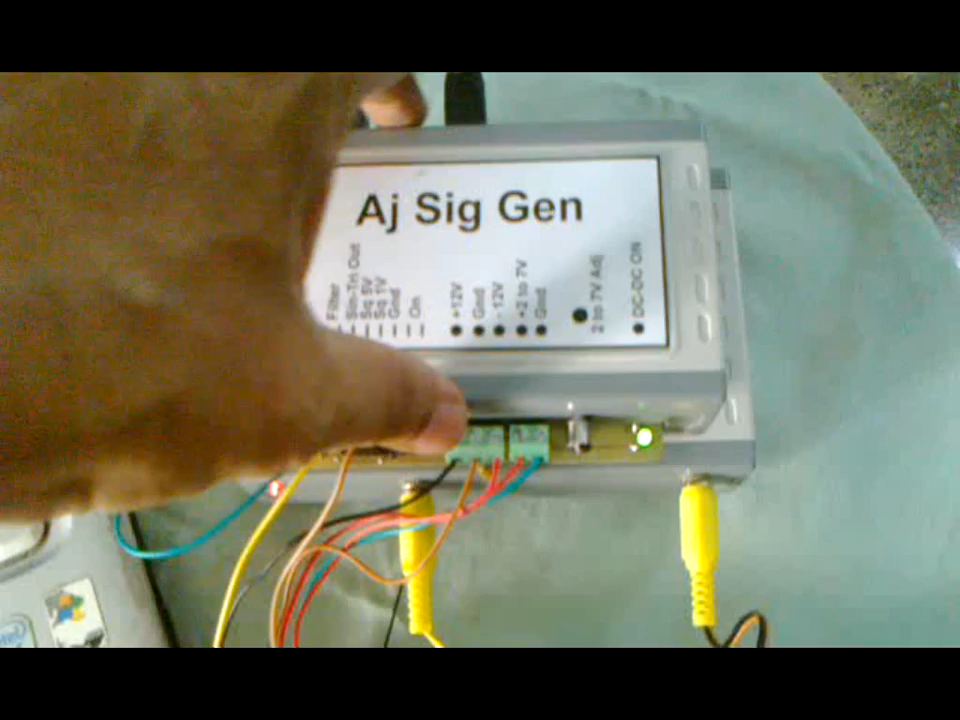 Aj Sig Gen
Filter
Sin-Tri Out
Sq 5V
Sq 1V
Gnd
On
+12V
Gnd
- 12V
+2 to 7V
Gnd
2 to 7V Adj
DC-DC ON
intel